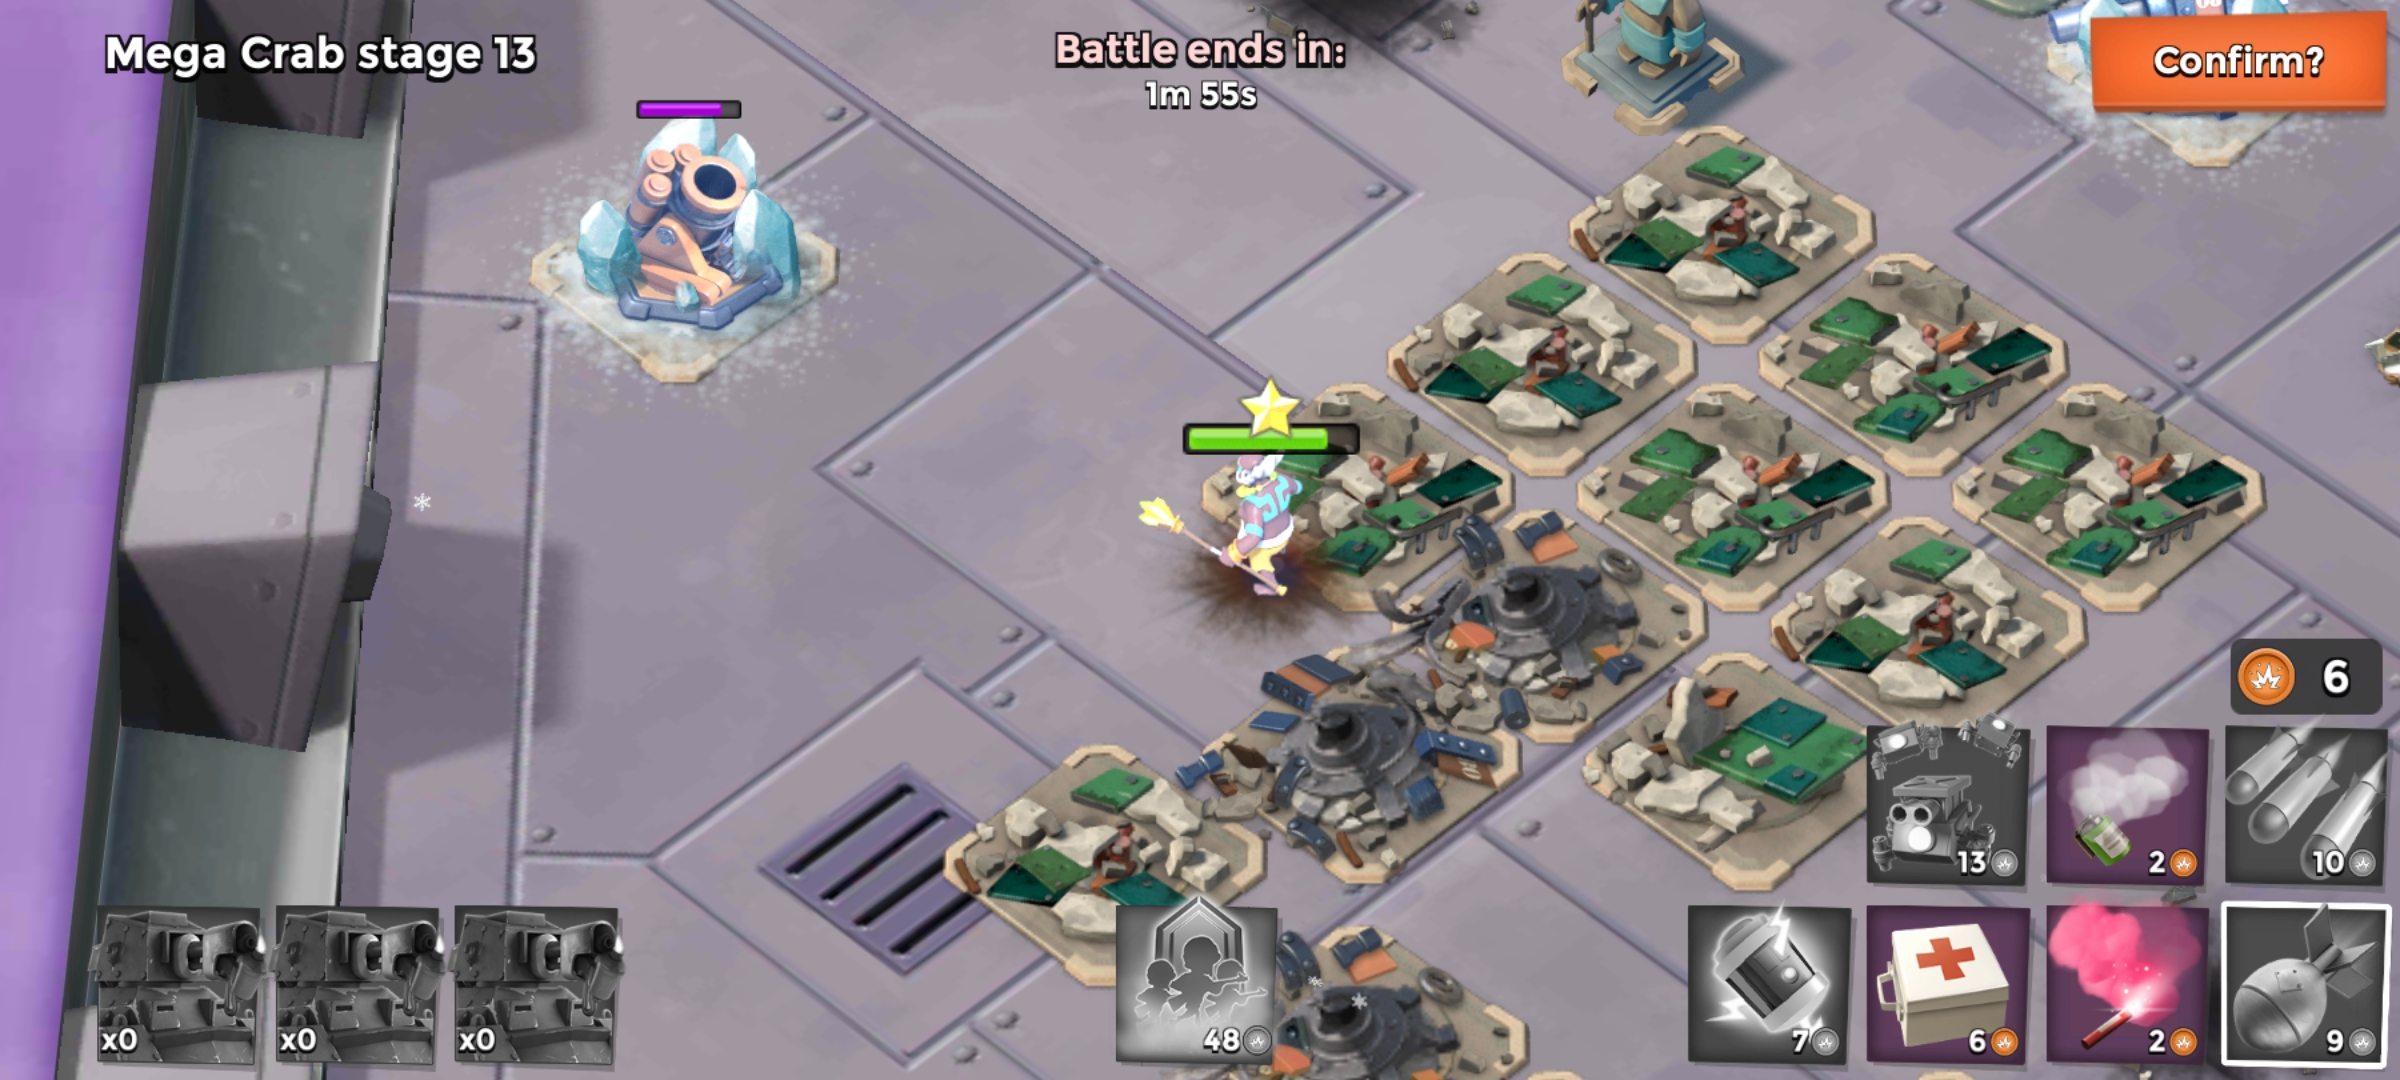 Mega Crab stage 13
Battle ends in:
1m 55s
Confirm?
6
13
2
10
x0
x0
x0
48
7
6
2
9